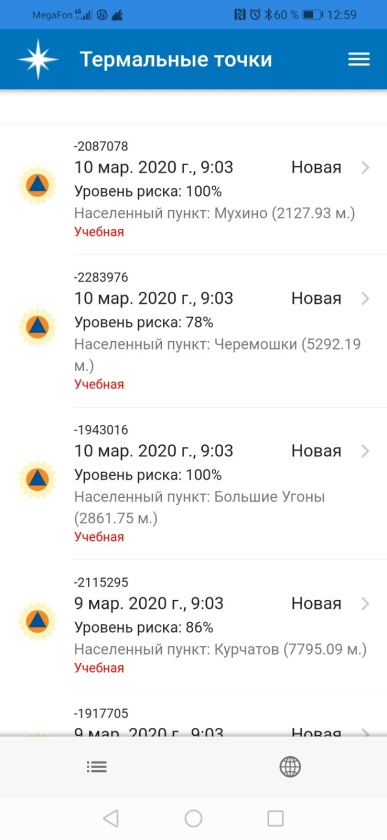 MegaFon 4G 60 % 12:59
Термальные точки
-2087078
10 мар. 2020 г., 9:03 Новая
Уровень риска: 100%
Населенный пункт: Мухино (2127.93 м.)
Учебная
-2283976
10 мар. 2020 г., 9:03 Новая
Уровень риска: 78%
Населенный пункт: Черемошки (5292.19
м.)
Учебная
-1943016
10 мар. 2020 г., 9:03 Новая
Уровень риска: 100%
Населенный пункт: Большие Угоны
(2861.75 м.)
Учебная
-2115295
9 мар. 2020 г., 9:03 Новая
Уровень риска: 86%
Населенный пункт: Курчатов (7795.09 м.)
Учебная
-1917705
9 мар. 2020 г., 9:03 Новая